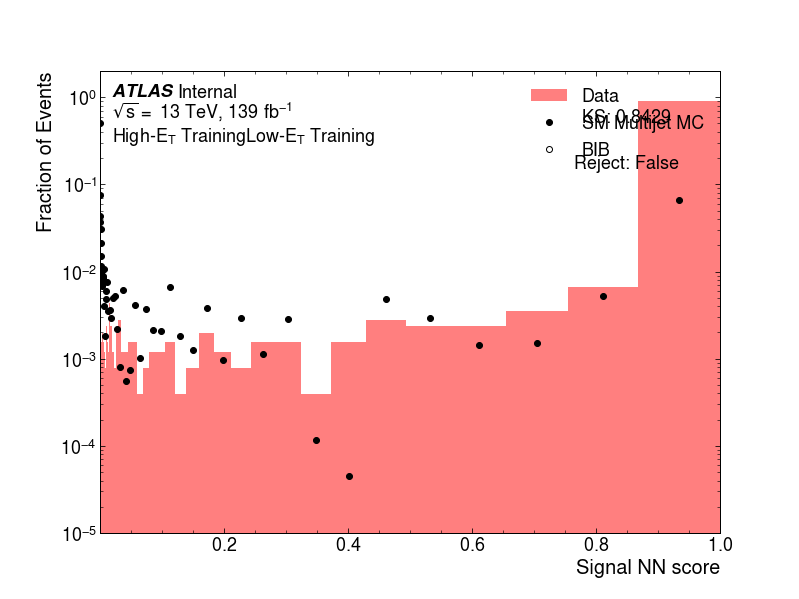 ATLAS Internal
√s = 13 TeV, 139 fb⁻¹
High-E_T TrainingLow-E_T Training
Data
KS: 0.8429
SM Multijet MC
BIB
Reject: False
Fraction of Events
10⁰
10⁻¹
10⁻²
10⁻³
10⁻⁴
10⁻⁵
0.2 0.4 0.6 0.8 1.0
Signal NN score